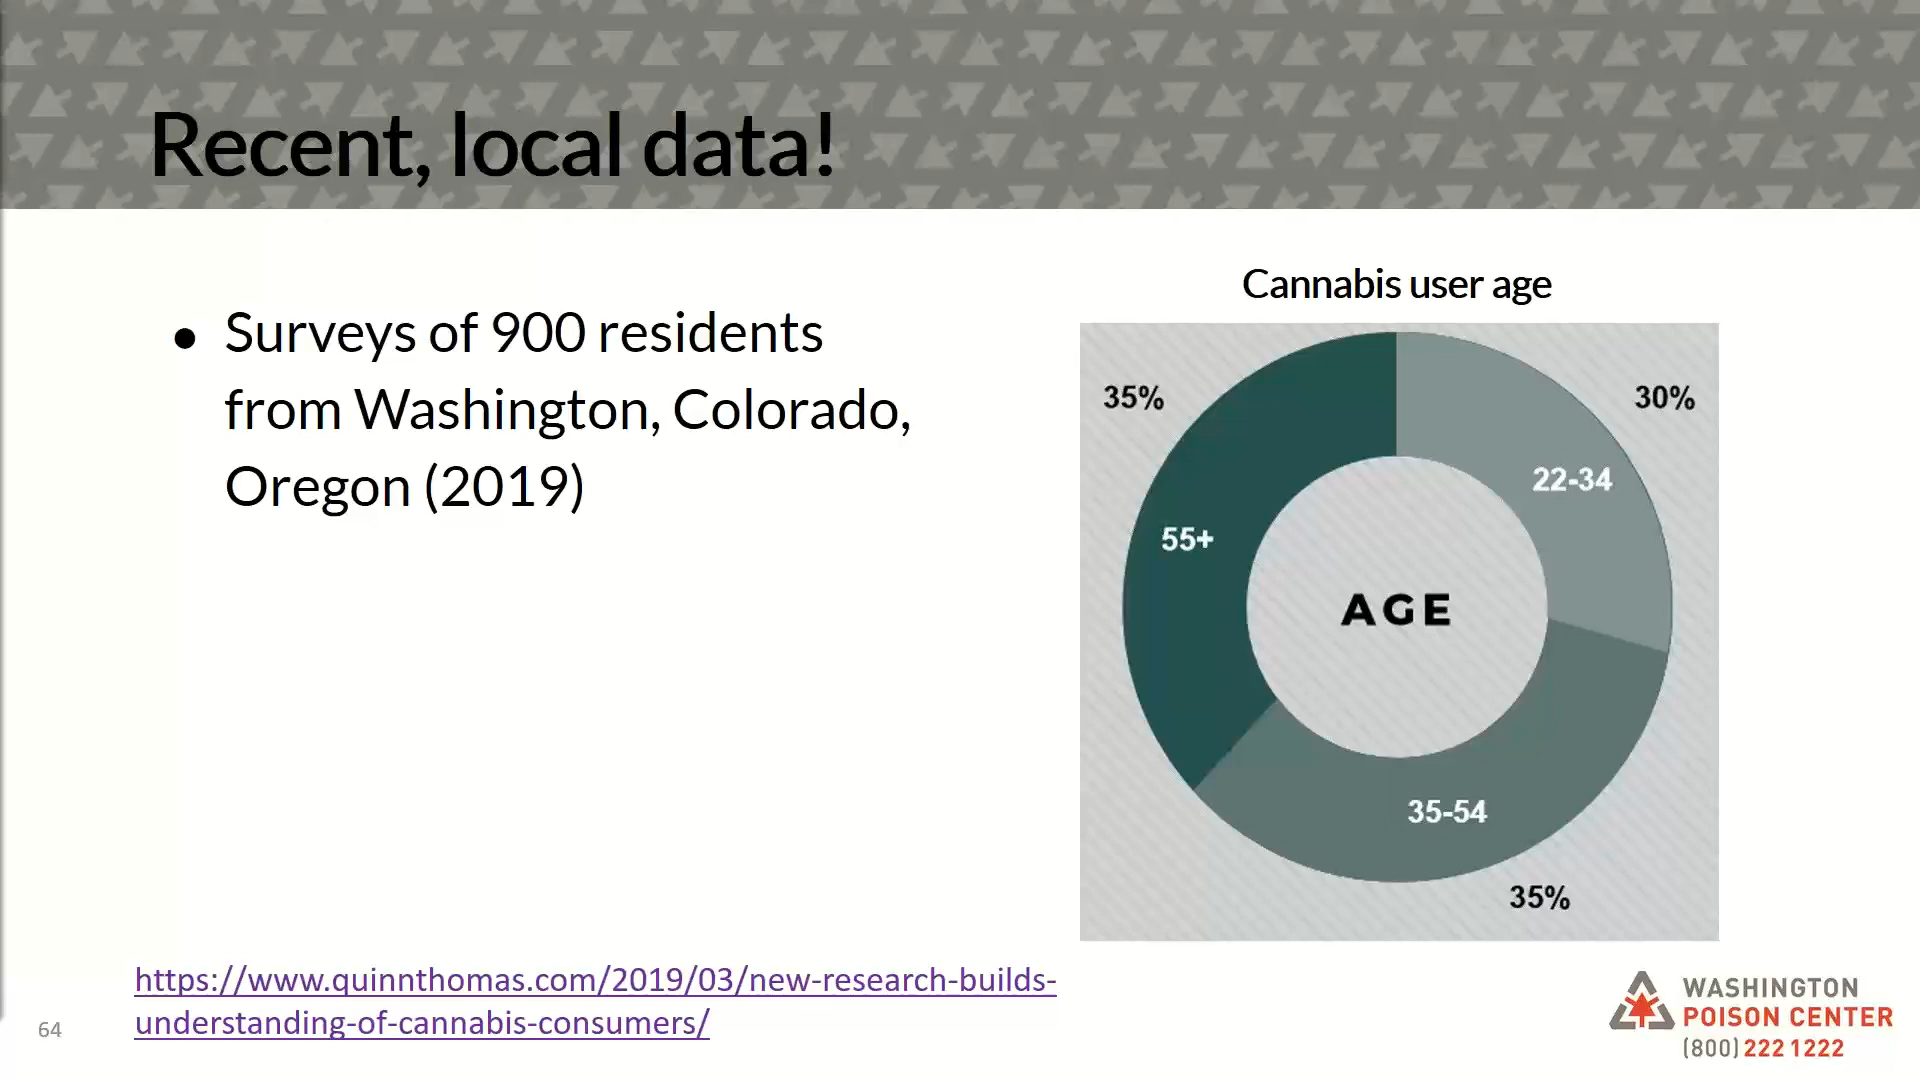 Recent, local data!
Cannabis user age
● Surveys of 900 residents
from Washington, Colorado,
Oregon (2019)
35%
30%
22-34
55+
AGE
35-54
35%
https://www.quinnthomas.com/2019/03/new-research-builds-
understanding-of-cannabis-consumers/
64
WASHINGTON
POISON CENTER
(800) 222 1222